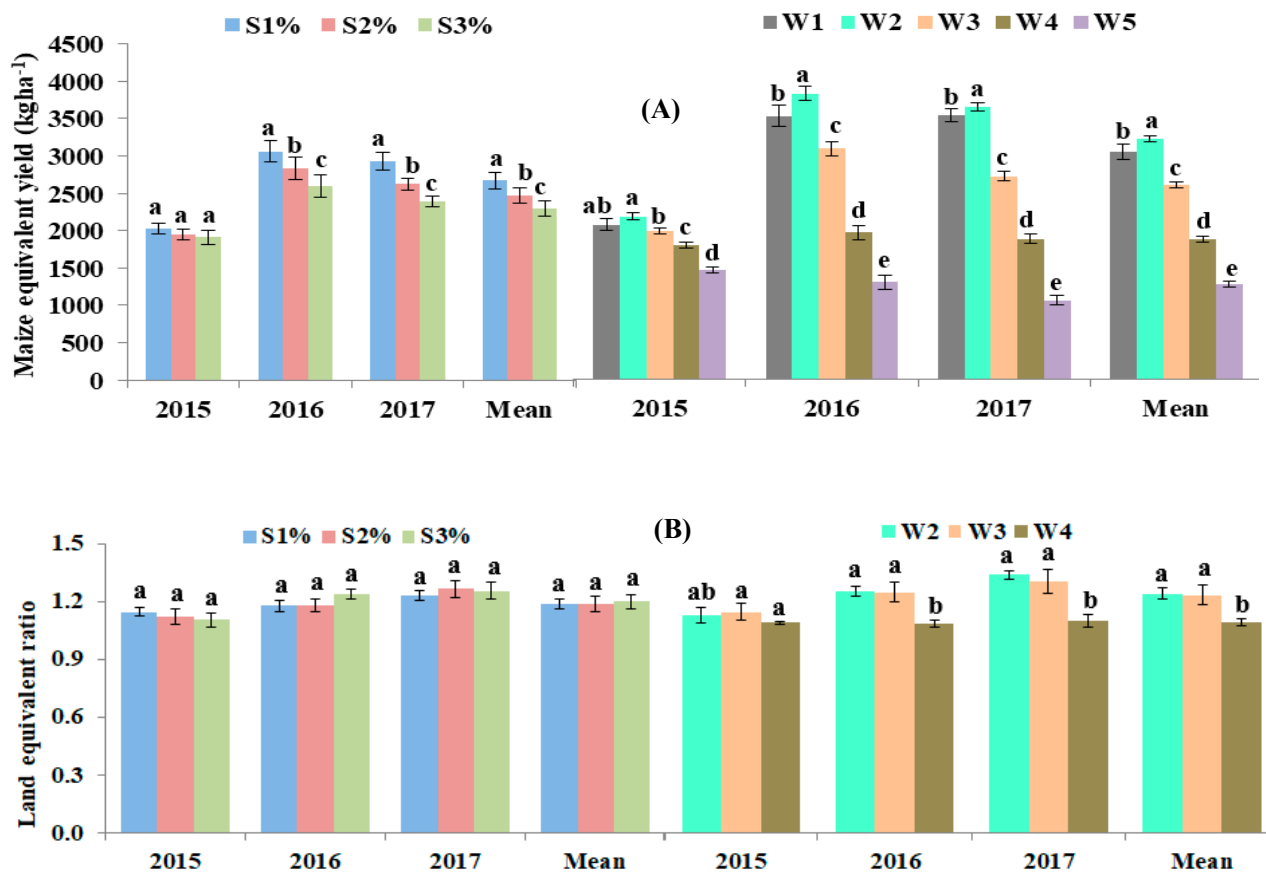 S1% S2% S3% W1 W2 W3 W4 W5
Maize equivalent yield (kgha⁻¹)
(A)
4500
4000
3500
3000
2500
2000
1500
1000
500
0
a a a a b c a b c a b c
ab a b c d b a c d e b a c d e b a c d e
2015 2016 2017 Mean 2015 2016 2017 Mean
S1% S2% S3% (B) W2 W3 W4
Land equivalent ratio
1.5
1.2
0.9
0.6
0.3
0.0
a a a a a a a a a a a a
ab a a a a b a a b a a b
2015 2016 2017 Mean 2015 2016 2017 Mean